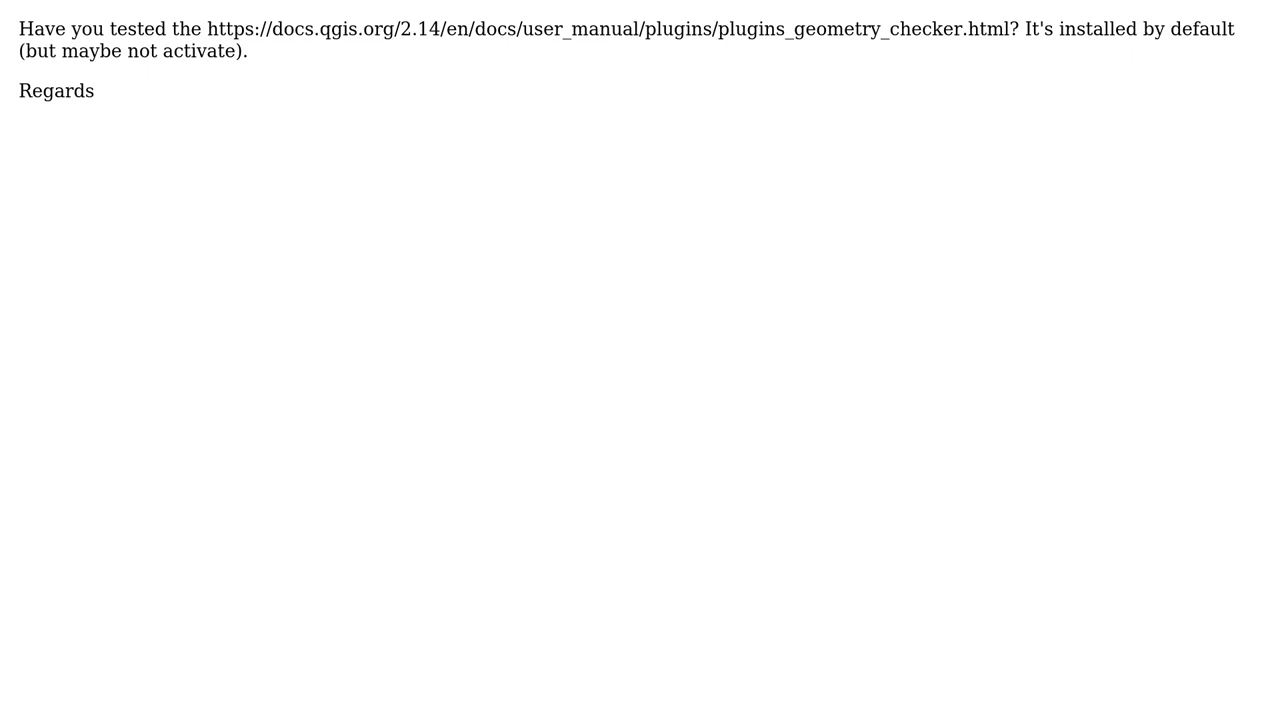 Have you tested the https://docs.qgis.org/2.14/en/docs/user_manual/plugins/plugins_geometry_checker.html? It's installed by default
(but maybe not activate).
Regards